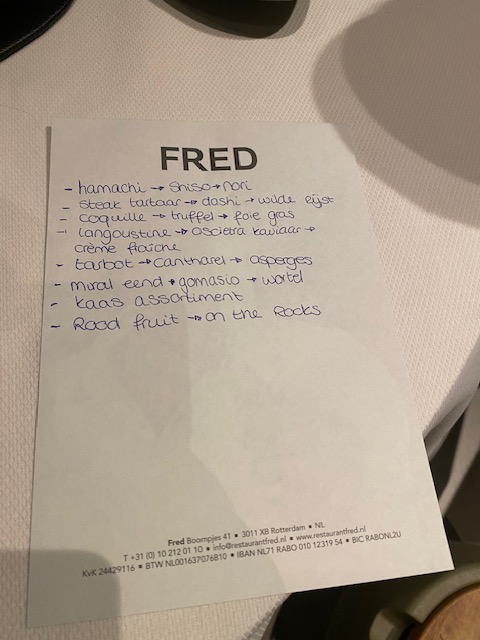 FRED
- hamachi → shiso → nori
- steak tartaar → dashi → wilde rijst
- coquille → truffel → foie gras
- langoustine → oscietra kaviaar →
crème fraîche
- tarbot → cantharel → asperges
- miral eend → gomasio → wortel
- kaas assortiment
- Rood fruit → on the Rocks
Fred Boompjes 41 ▪ 3011 XB Rotterdam ▪ NL
T +31 (0) 10 212 01 10 ▪ info@restaurantfred.nl ▪ www.restaurantfred.nl
KvK 24429116 ▪ BTW NL001637076B10 ▪ IBAN NL71 RABO 010 12319 54 ▪ BIC RABONL2U